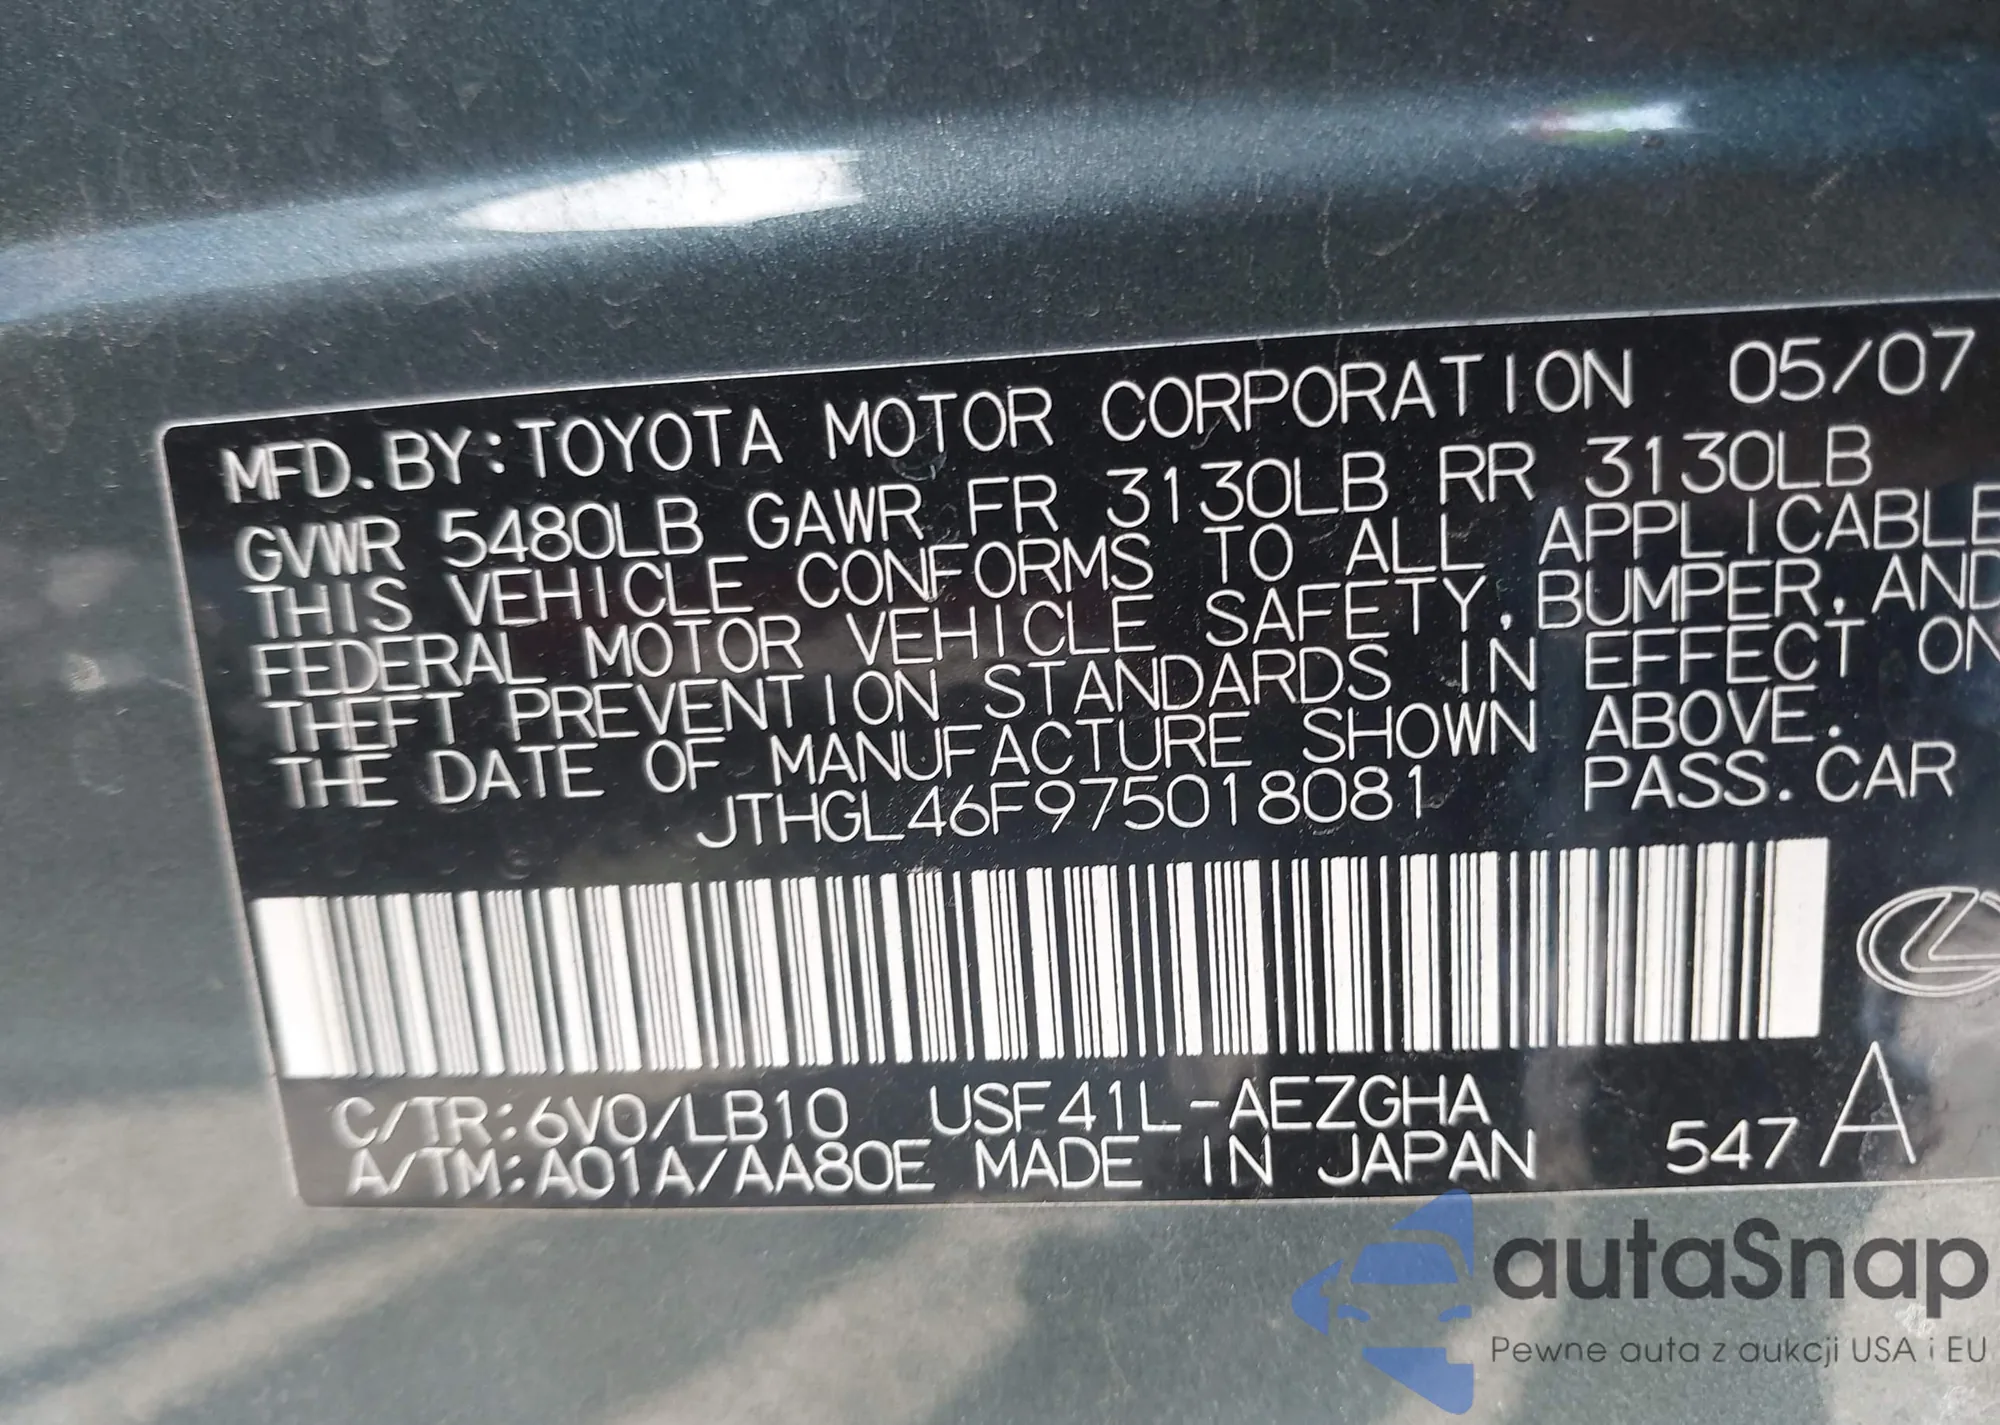 MFD. BY: TOYOTA MOTOR CORPORATION 05/07
GVWR 5480LB GAWR FR 3130LB RR 3130LB
THIS VEHICLE CONFORMS TO ALL APPLICABLE
FEDERAL MOTOR VEHICLE SAFETY, BUMPER, AND
THEFT PREVENTION STANDARDS IN EFFECT ON
THE DATE OF MANUFACTURE SHOWN ABOVE.
JTHGL46F975018081 PASS. CAR
C/TR:6V0/LB10 USF41L-AEZGHA
A/TM:A01A/AA80E MADE IN JAPAN 547 A
autaSnap
Pewne auta z aukcji USA i EU